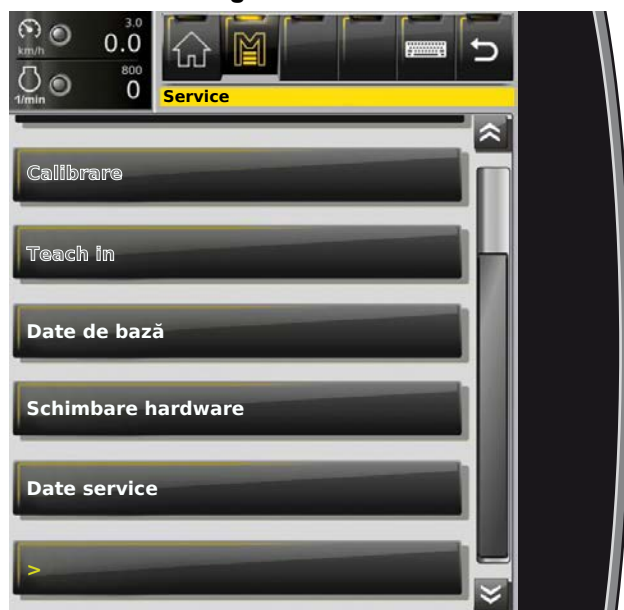 3.0
km/h 0.0
800
1/min 0
Service
Calibrare
Teach in
Date de bază
Schimbare hardware
Date service
>